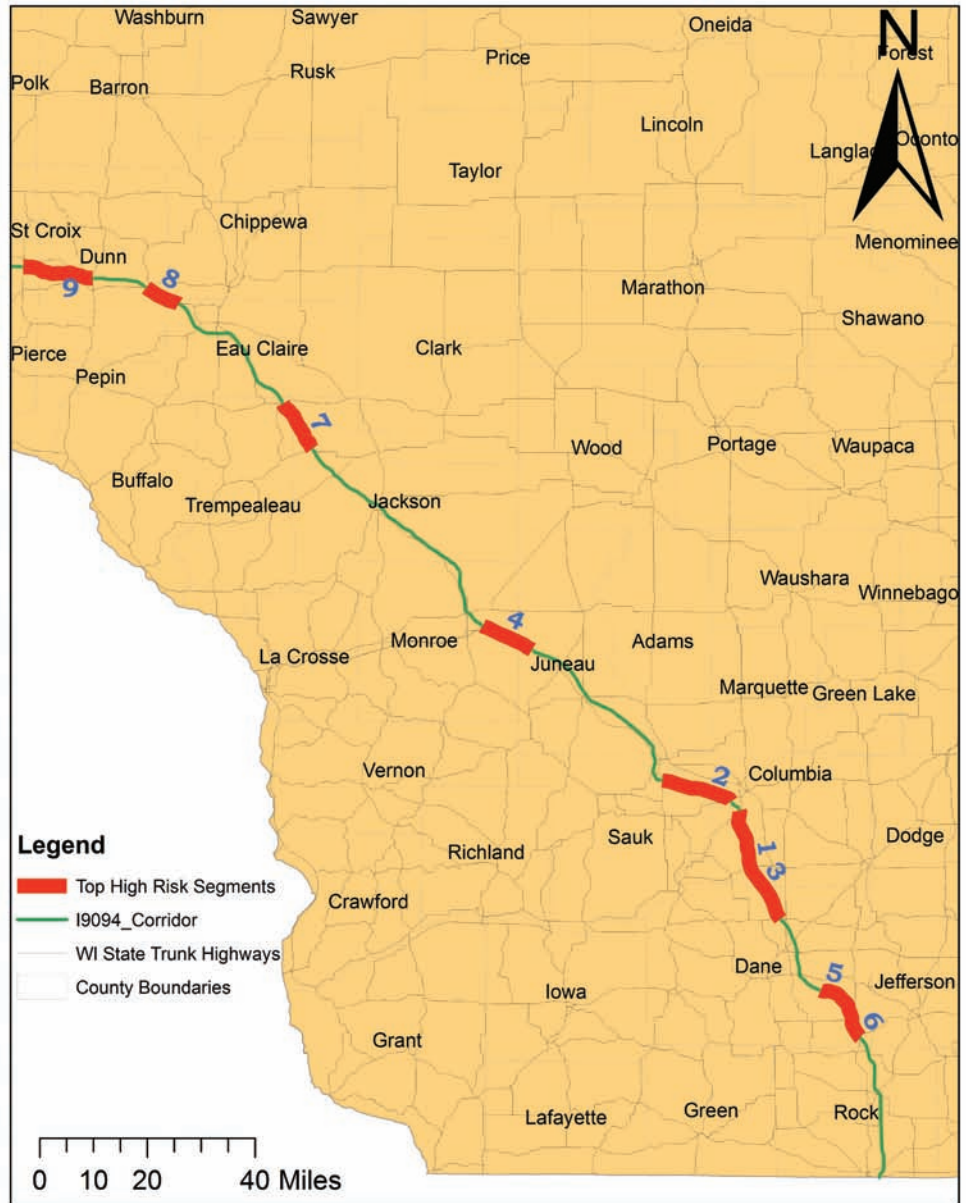 Washburn
Sawyer
Oneida
N
Forest
Polk
Barron
Rusk
Price
Lincoln
Oconto
Langlad
Taylor
St Croix
Chippewa
Menominee
Dunn
9
8
Marathon
Shawano
Pierce
Eau Claire
Clark
Pepin
7
Wood
Portage
Waupaca
Buffalo
Trempealeau
Jackson
Waushara
Winnebago
4
Monroe
Adams
La Crosse
Juneau
Marquette
Green Lake
Vernon
2
Columbia
Sauk
Dodge
Richland
1
3
Crawford
Dane
5
Jefferson
Iowa
6
Grant
Lafayette
Green
Rock
Legend
Top High Risk Segments
I9094_Corridor
WI State Trunk Highways
County Boundaries
0 10 20 40 Miles